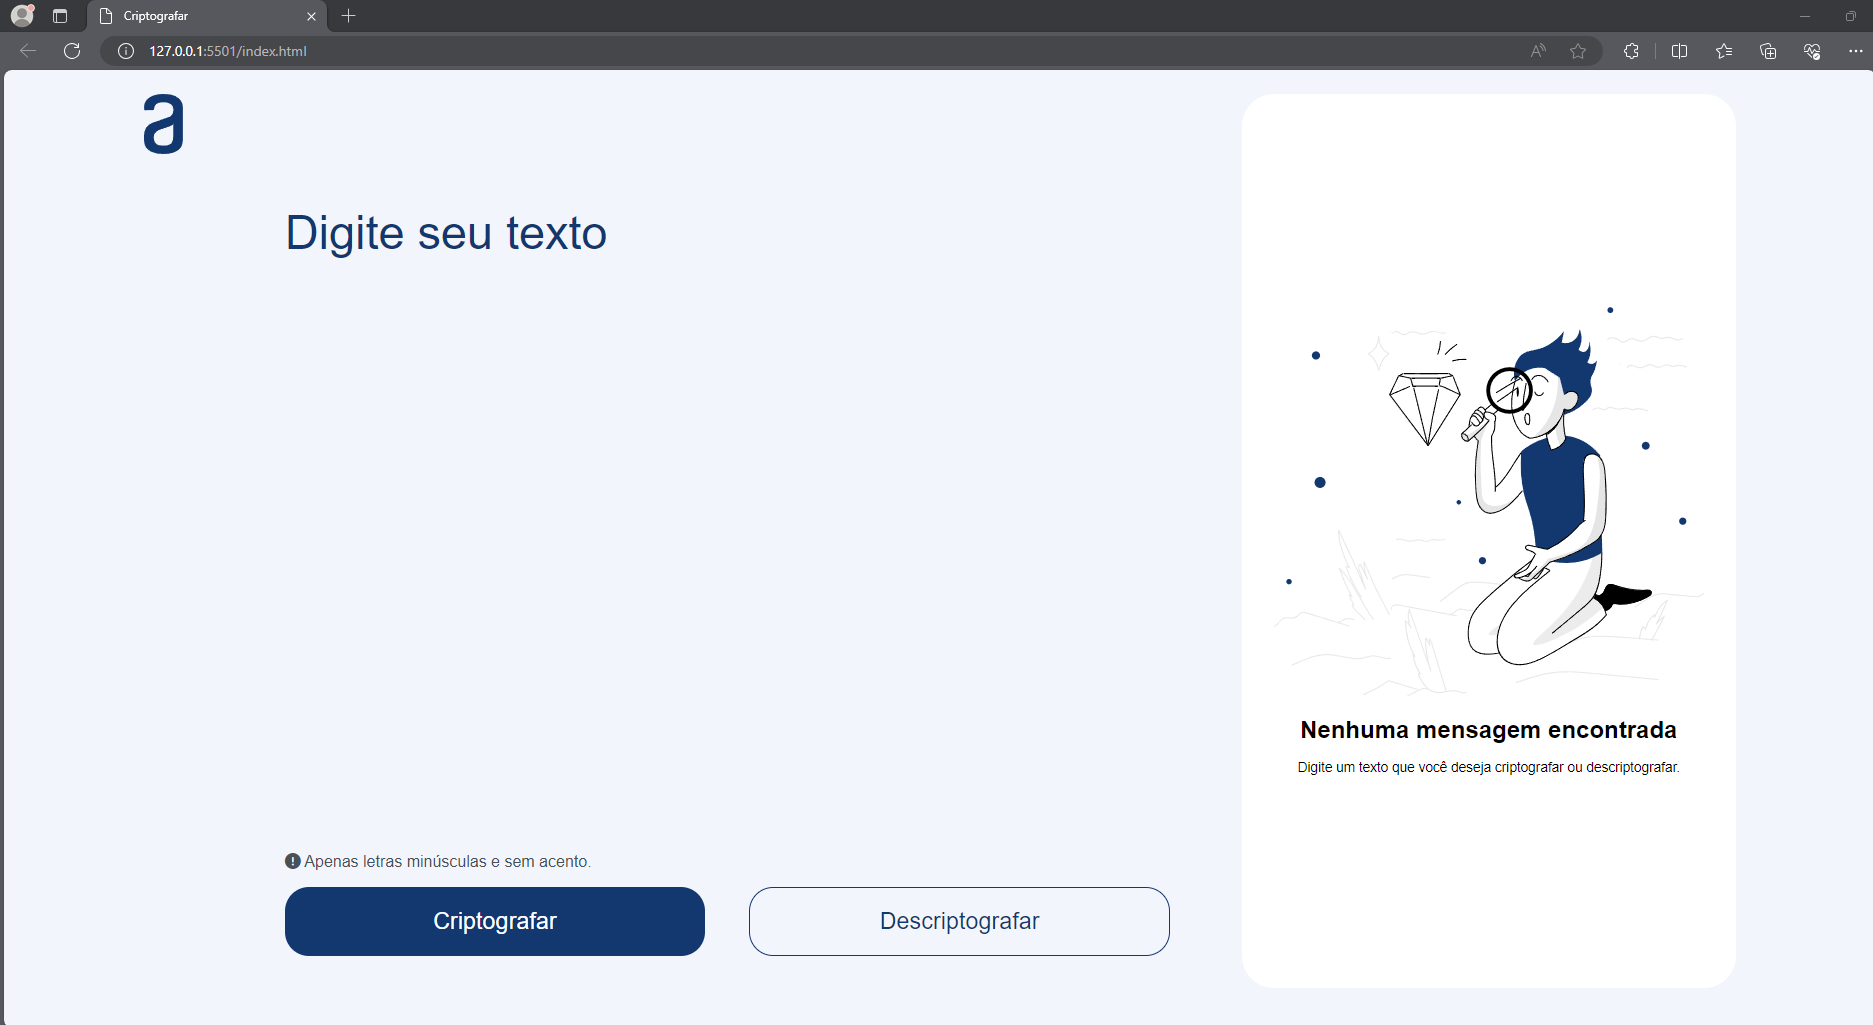 Criptografar
127.0.0.1:5501/index.html
a
Digite seu texto
Apenas letras minúsculas e sem acento.
Criptografar
Descriptografar
Nenhuma mensagem encontrada
Digite um texto que você deseja criptografar ou descriptografar.